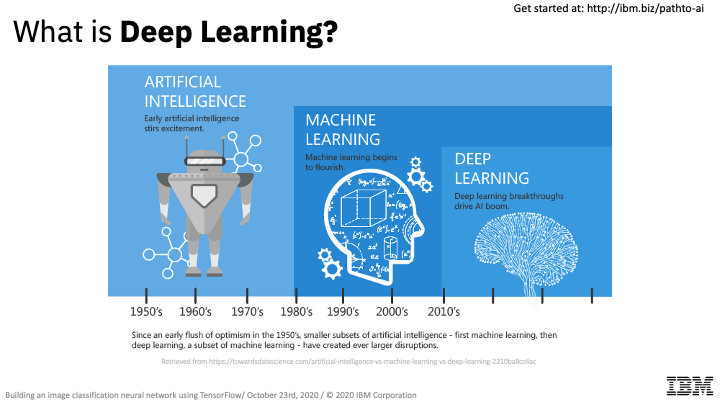 Get started at: http://ibm.biz/pathto-ai
What is Deep Learning?
ARTIFICIAL
INTELLIGENCE
Early artificial intelligence
stirs excitement.
MACHINE
LEARNING
Machine learning begins
to flourish.
DEEP
LEARNING
Deep learning breakthroughs
drive AI boom.
1950's 1960's 1970's 1980's 1990's 2000's 2010's
Since an early flush of optimism in the 1950's, smaller subsets of artificial intelligence - first machine learning, then
deep learning, a subset of machine learning - have created ever larger disruptions.
Retrieved from https://towardsdatascience.com/artificial-intelligence-vs-machine-learning-vs-deep-learning-2210ba8cc4ac
Building an image classification neural network using TensorFlow/ October 23rd, 2020 / © 2020 IBM Corporation
IBM